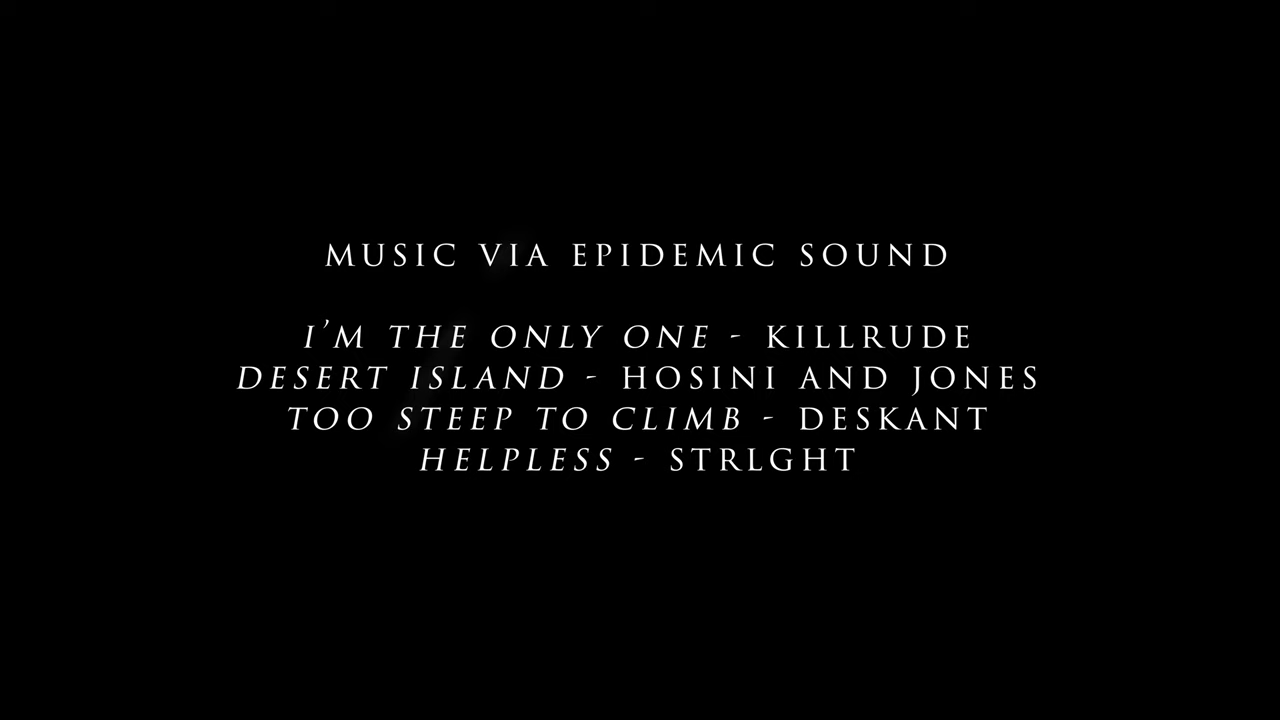 MUSIC VIA EPIDEMIC SOUND
I'M THE ONLY ONE - KILLRUDE
DESERT ISLAND - HOSINI AND JONES
TOO STEEP TO CLIMB - DESKANT
HELPLESS - STRLGHT